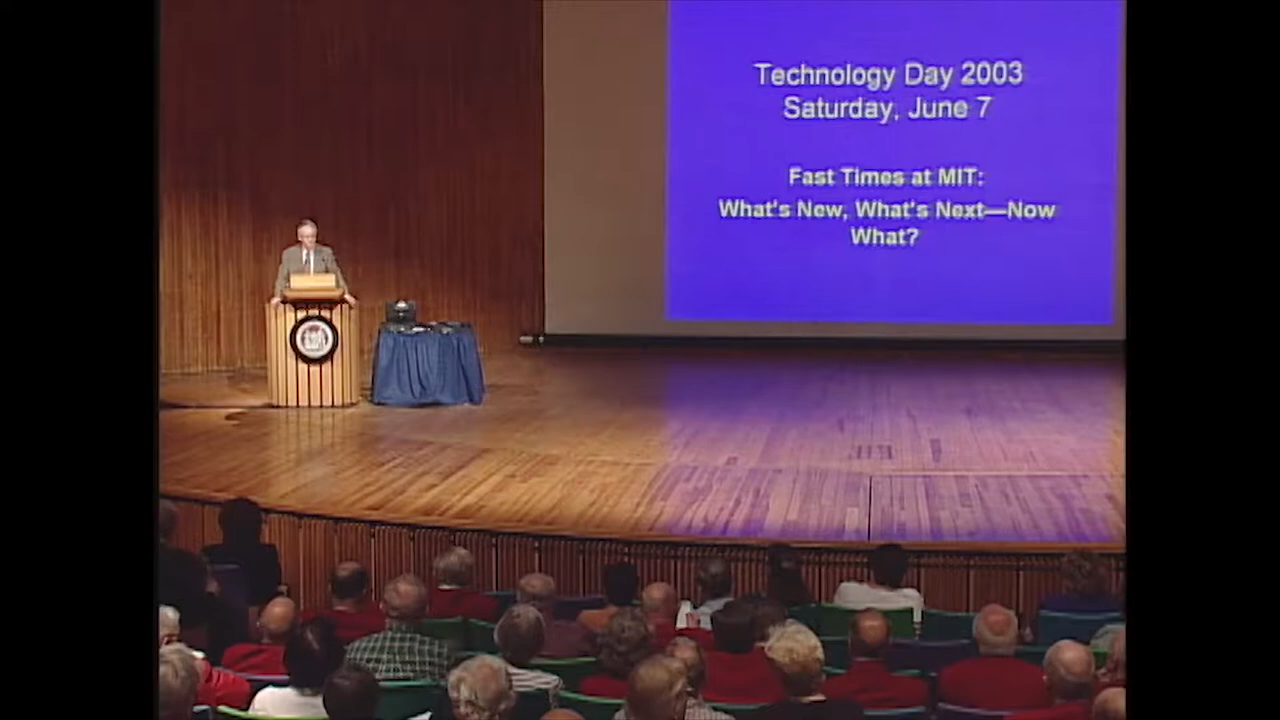 Technology Day 2003
Saturday, June 7
Fast Times at MIT:
What's New, What's Next—Now
What?